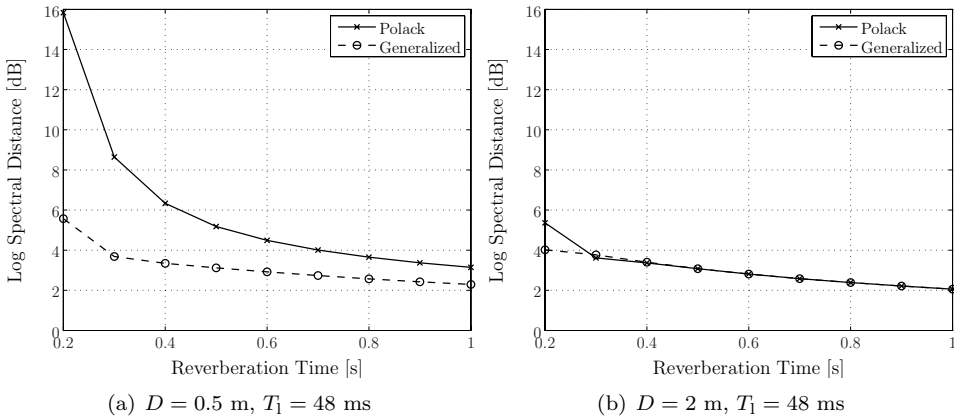 16
14
12
10
8
6
4
2
0
0.2
0.4
0.6
0.8
1
Log Spectral Distance [dB]
Reverberation Time [s]
Polack
Generalized
(a) D = 0.5 m, Tl = 48 ms
16
14
12
10
8
6
4
2
0
0.2
0.4
0.6
0.8
1
Log Spectral Distance [dB]
Reverberation Time [s]
Polack
Generalized
(b) D = 2 m, Tl = 48 ms